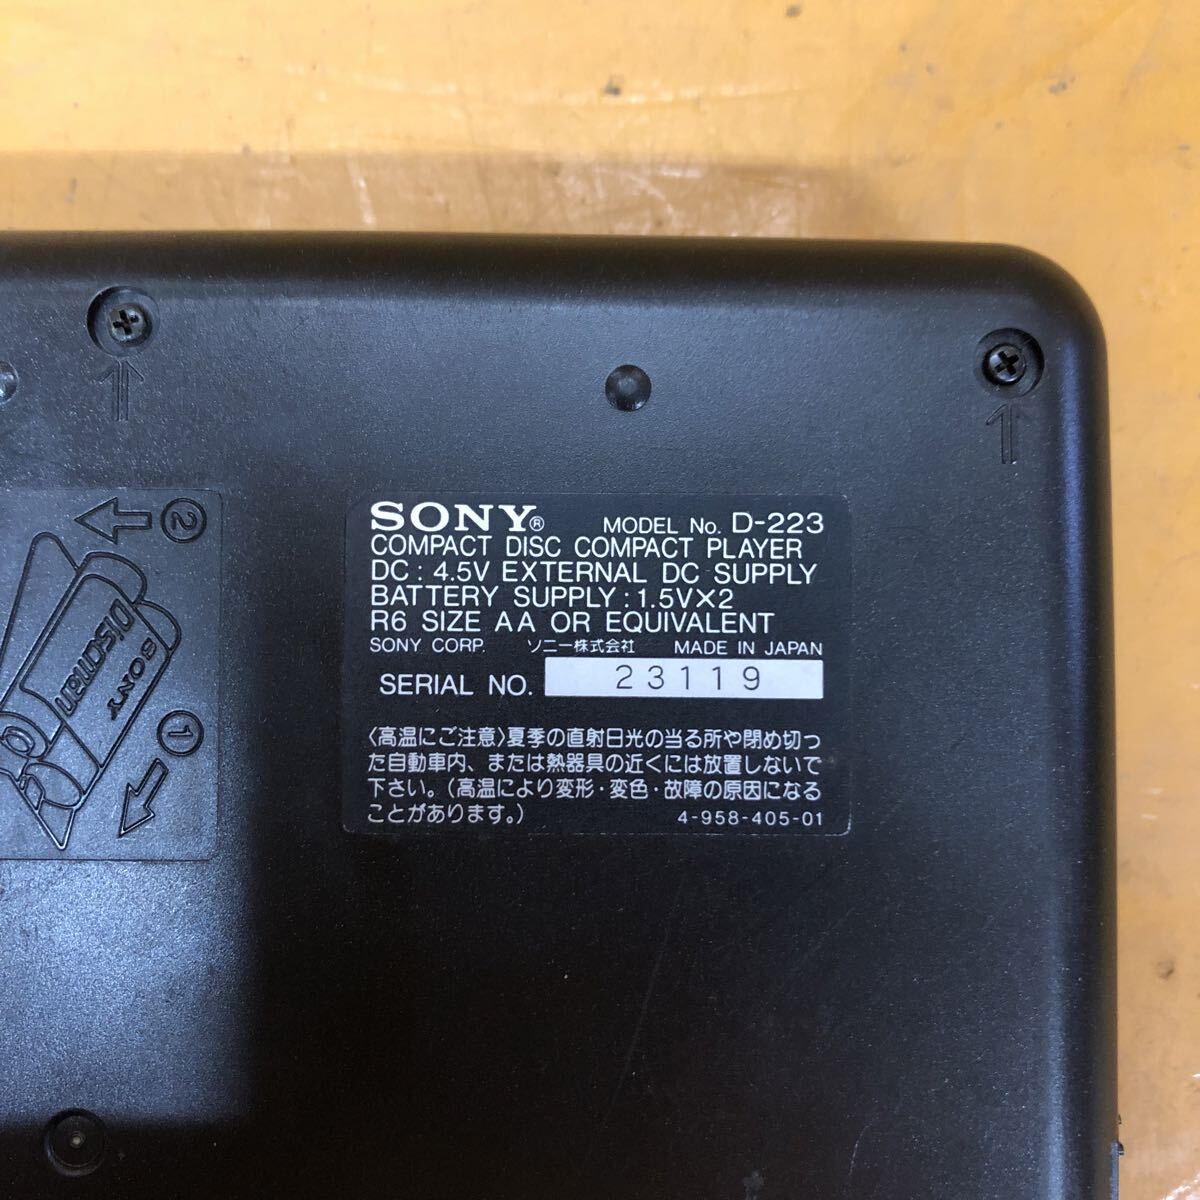 SONY® MODEL No. D-223
COMPACT DISC COMPACT PLAYER
DC : 4.5V EXTERNAL DC SUPPLY
BATTERY SUPPLY : 1.5V×2
R6 SIZE AA OR EQUIVALENT
SONY CORP. ソニー株式会社 MADE IN JAPAN
SERIAL NO. 23119
〈高温にご注意〉夏季の直射日光の当る所や閉め切っ
た自動車内、または熱器具の近くには放置しないで
下さい。(高温により変形・変色・故障の原因になる
ことがあります。) 4-958-405-01
②
SONY
Discman
①